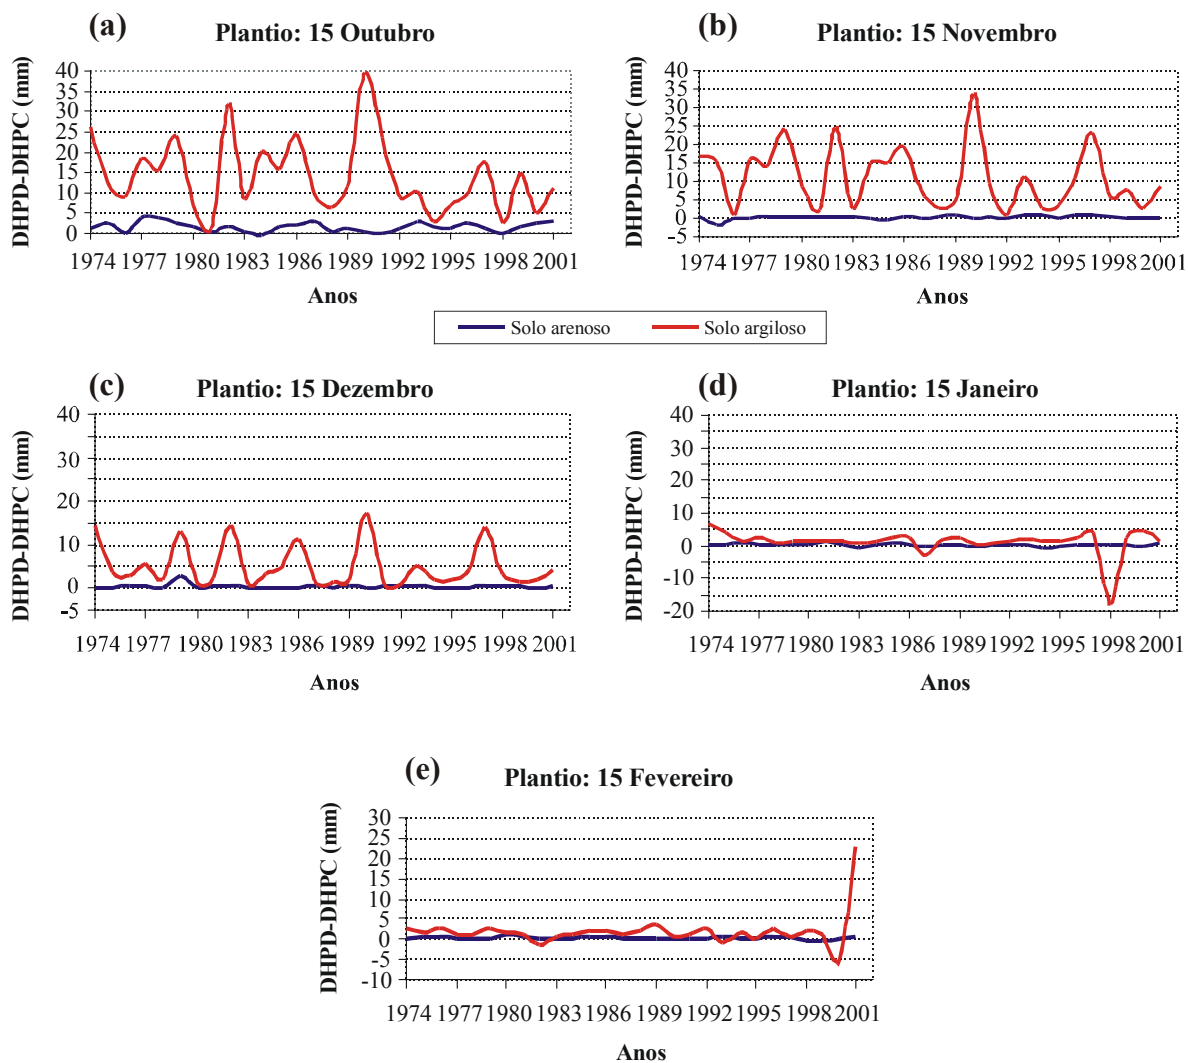 (a) Plantio: 15 Outubro
DHPD-DHPC (mm)
40
35
30
25
20
15
10
5
0
1974 1977 1980 1983 1986 1989 1992 1995 1998 2001
Anos
(b) Plantio: 15 Novembro
DHPD-DHPC (mm)
40
35
30
25
20
15
10
5
0
-5
1974 1977 1980 1983 1986 1989 1992 1995 1998 2001
Anos
Solo arenoso Solo argiloso
(c) Plantio: 15 Dezembro
DHPD-DHPC (mm)
40
30
20
10
0
-5
1974 1977 1980 1983 1986 1989 1992 1995 1998 2001
Anos
(d) Plantio: 15 Janeiro
DHPD-DHPC (mm)
40
30
20
10
0
-10
-20
1974 1977 1980 1983 1986 1989 1992 1995 1998 2001
Anos
(e) Plantio: 15 Fevereiro
DHPD-DHPC (mm)
30
25
20
15
10
5
0
-5
-10
1974 1977 1980 1983 1986 1989 1992 1995 1998 2001
Anos